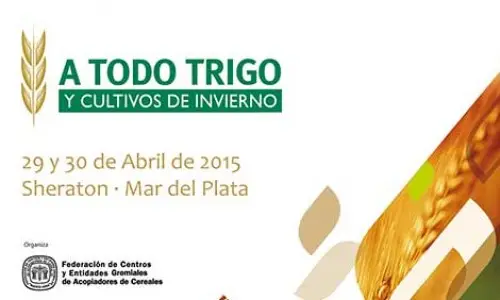 A TODO TRIGO
Y CULTIVOS DE INVIERNO
29 y 30 de Abril de 2015
Sheraton · Mar del Plata
Organiza
Federación de Centros
y Entidades Gremiales
de Acopiadores de Cereales